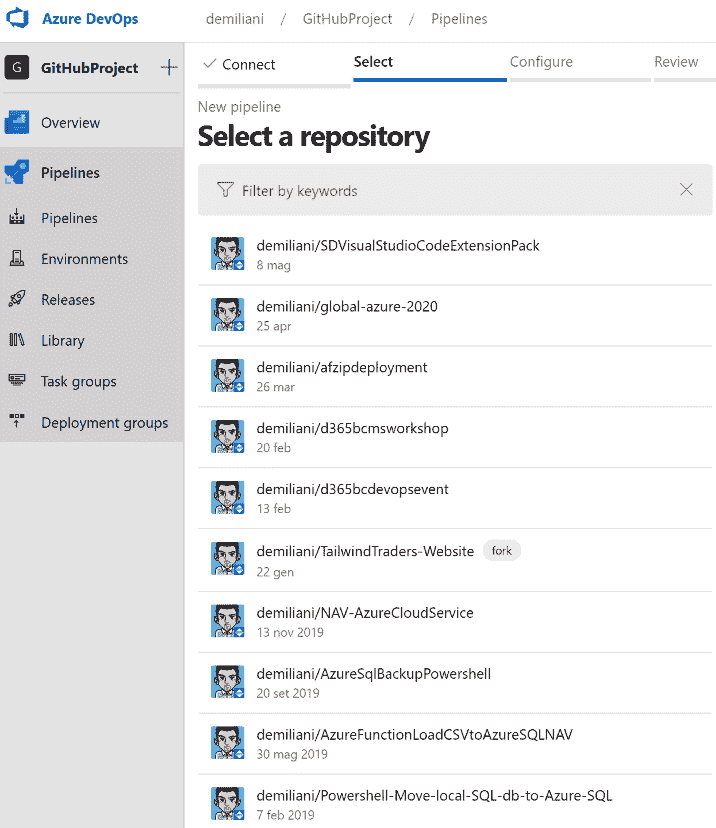 Azure DevOps
demiliani / GitHubProject / Pipelines
G GitHubProject
Overview
Pipelines
Pipelines
Environments
Releases
Library
Task groups
Deployment groups
Connect Select Configure Review
New pipeline
Select a repository
Filter by keywords
demiliani/SDVisualStudioCodeExtensionPack
8 mag
demiliani/global-azure-2020
25 apr
demiliani/afzipdeployment
26 mar
demiliani/d365bcmsworkshop
20 feb
demiliani/d365bcdevopsevent
13 feb
demiliani/TailwindTraders-Website fork
22 gen
demiliani/NAV-AzureCloudService
13 nov 2019
demiliani/AzureSqlBackupPowershell
20 set 2019
demiliani/AzureFunctionLoadCSVtoAzureSQLNAV
30 mag 2019
demiliani/Powershell-Move-local-SQL-db-to-Azure-SQL
7 feb 2019